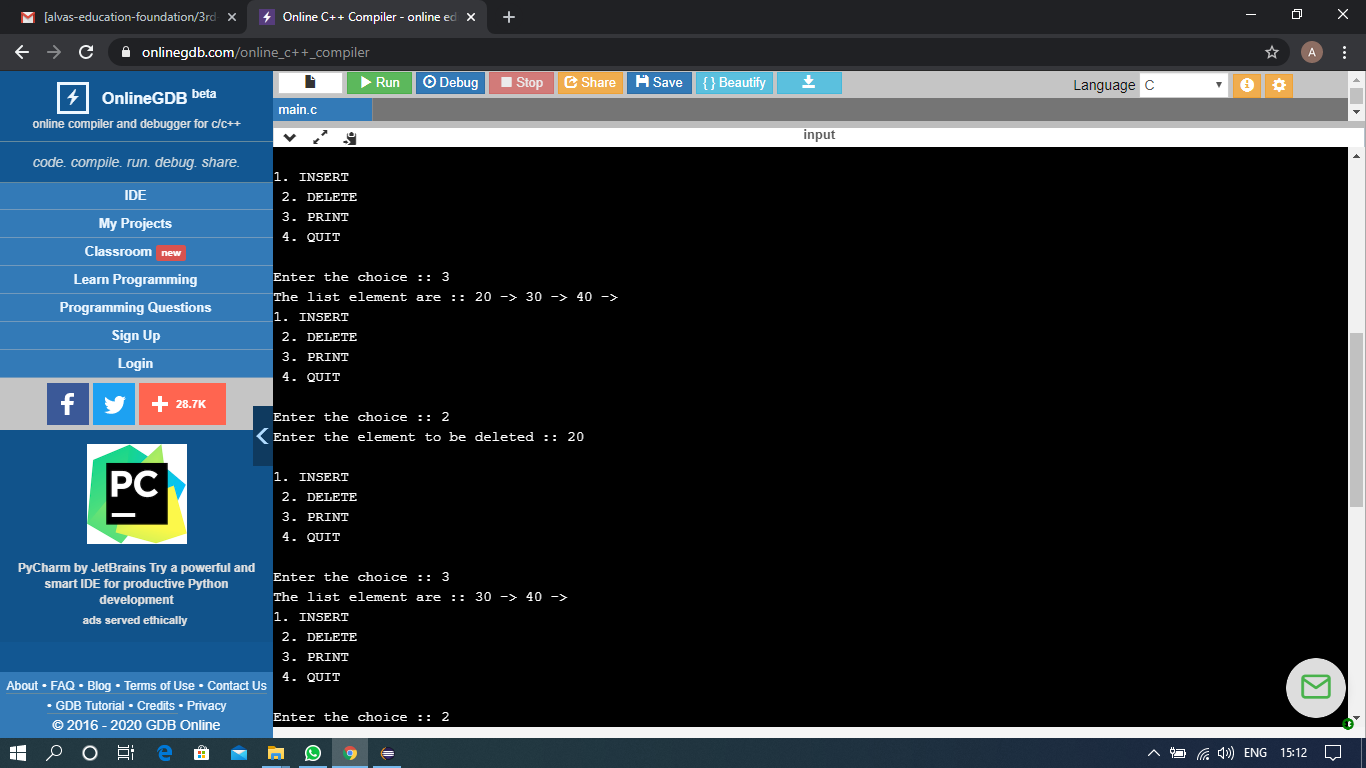 [alvas-education-foundation/3rd
Online C++ Compiler - online ed
onlinegdb.com/online_c++_compiler
A
OnlineGDB beta
online compiler and debugger for c/c++
code. compile. run. debug. share.
IDE
My Projects
Classroom new
Learn Programming
Programming Questions
Sign Up
Login
28.7K
PC
PyCharm by JetBrains Try a powerful and
smart IDE for productive Python
development
ads served ethically
About • FAQ • Blog • Terms of Use • Contact Us
• GDB Tutorial • Credits • Privacy
© 2016 - 2020 GDB Online
Run Debug Stop Share Save { } Beautify
Language C
main.c
input
1. INSERT
2. DELETE
3. PRINT
4. QUIT
Enter the choice :: 3
The list element are :: 20 -> 30 -> 40 ->
1. INSERT
2. DELETE
3. PRINT
4. QUIT
Enter the choice :: 2
Enter the element to be deleted :: 20
1. INSERT
2. DELETE
3. PRINT
4. QUIT
Enter the choice :: 3
The list element are :: 30 -> 40 ->
1. INSERT
2. DELETE
3. PRINT
4. QUIT
Enter the choice :: 2
ENG 15:12